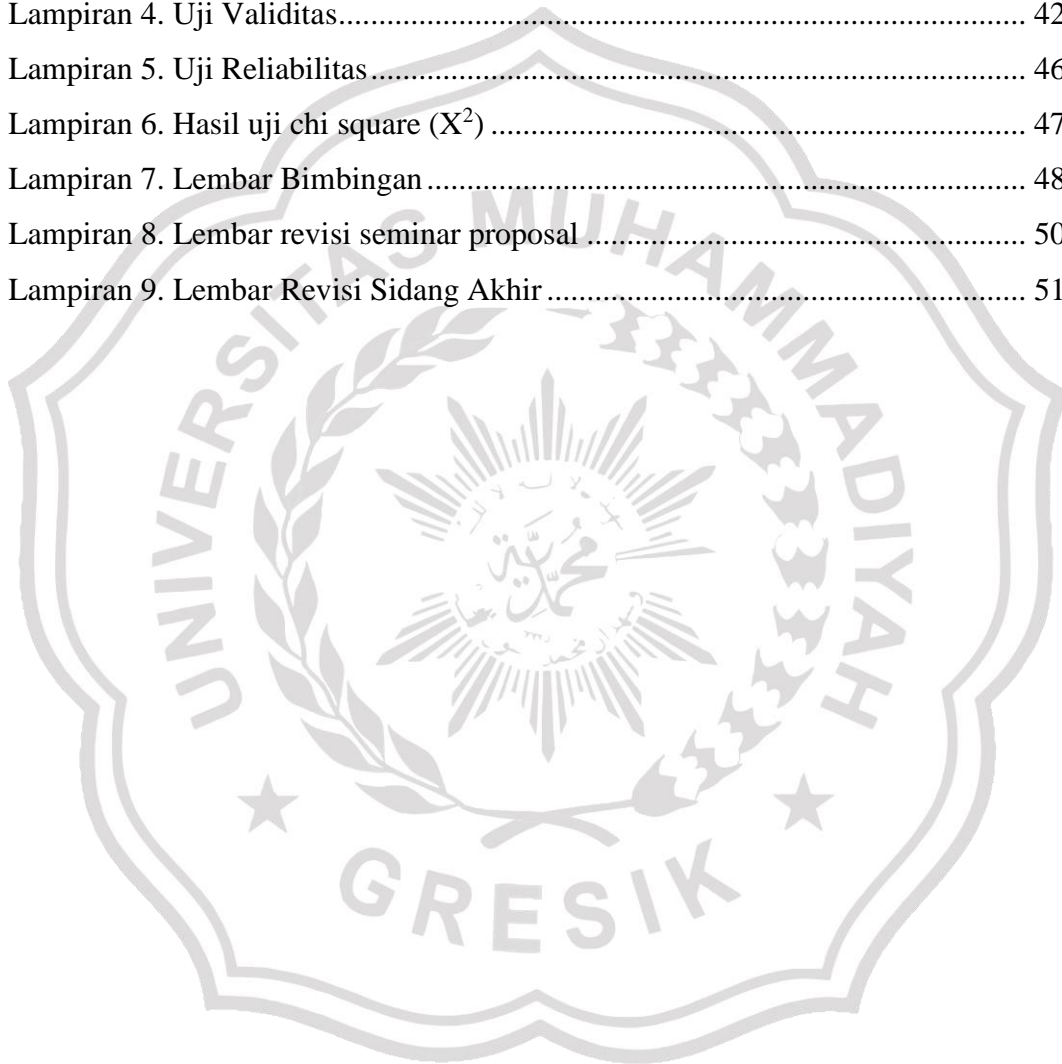 Lampiran 4. Uji Validitas.......................................................................................... 42
Lampiran 5. Uji Reliabilitas..................................................................................... 46
Lampiran 6. Hasil uji chi square (X²) ..................................................................... 47
Lampiran 7. Lembar Bimbingan............................................................................. 48
Lampiran 8. Lembar revisi seminar proposal ......................................................... 50
Lampiran 9. Lembar Revisi Sidang Akhir .............................................................. 51
UNIVERSITAS MUHAMMADIYAH
GRESIK